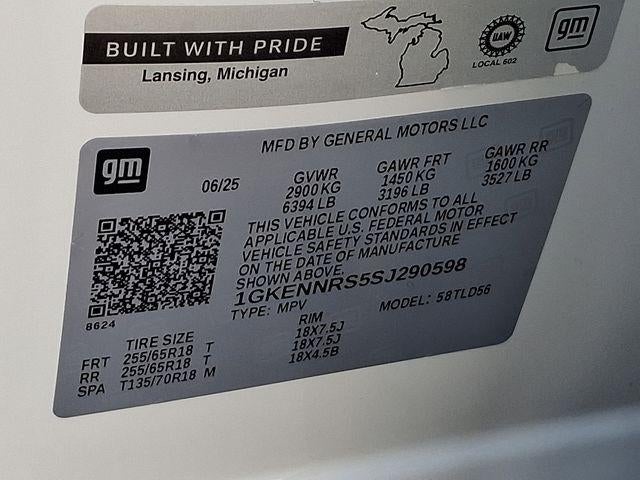 BUILT WITH PRIDE
Lansing, Michigan
UAW
LOCAL 602
gm
gm
MFD BY GENERAL MOTORS LLC
06/25
GVWR
2900 KG
6394 LB
GAWR FRT
1450 KG
3196 LB
GAWR RR
1600 KG
3527 LB
THIS VEHICLE CONFORMS TO ALL
APPLICABLE U.S. FEDERAL MOTOR
VEHICLE SAFETY STANDARDS IN EFFECT
ON THE DATE OF MANUFACTURE
SHOWN ABOVE.
1GKENNRS5SJ290598
TYPE: MPV MODEL: 58TLD56
8624
TIRE SIZE RIM
FRT 255/65R18 T 18X7.5J
RR 255/65R18 T 18X7.5J
SPA T135/70R18 M 18X4.5B